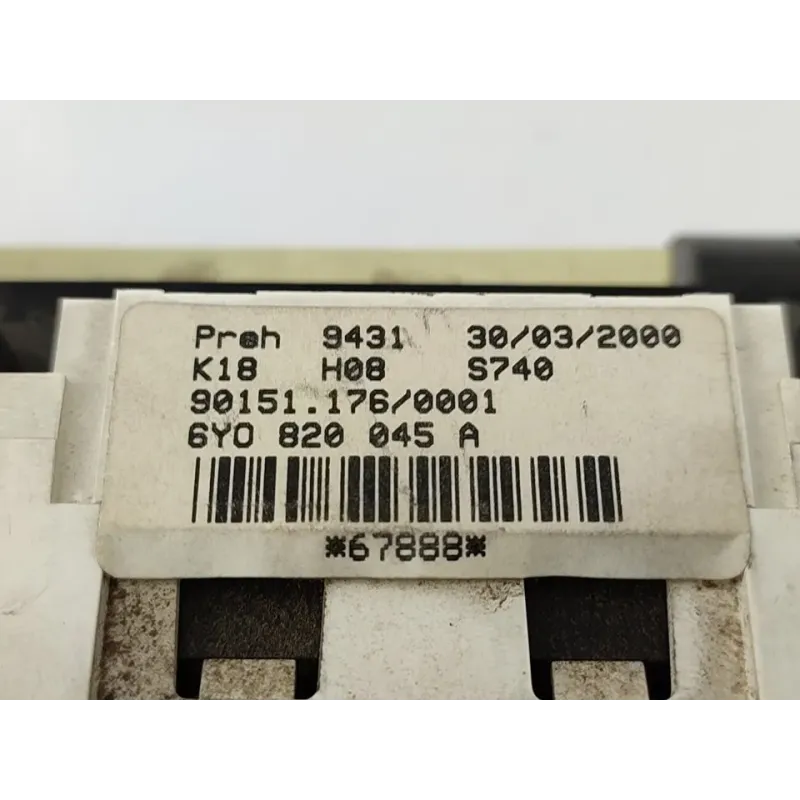 Preh 9431 30/03/2000
K18 H08 S740
90151.176/0001
6Y0 820 045 A
*67888*